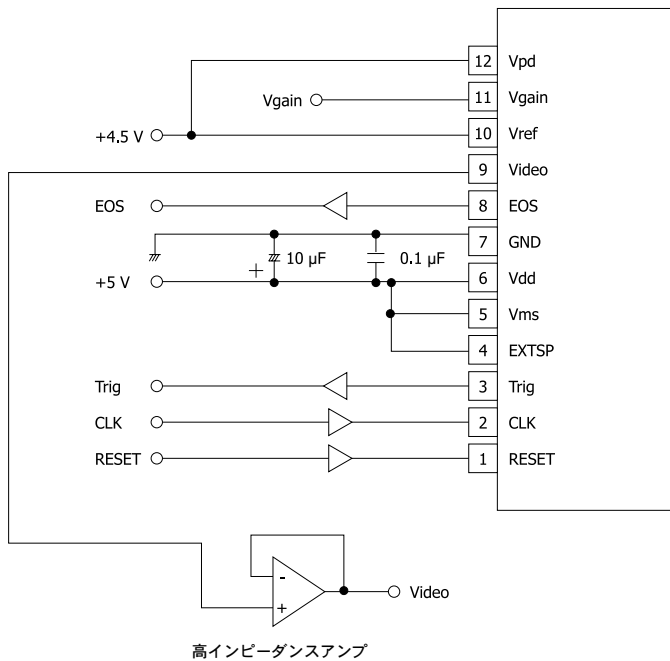 12 Vpd
Vgain 11 Vgain
+4.5 V 10 Vref
9 Video
EOS 8 EOS
7 GND
+ 10 µF 0.1 µF
+5 V 6 Vdd
5 Vms
4 EXTSP
Trig 3 Trig
CLK 2 CLK
RESET 1 RESET
-
+
Video
高インピーダンスアンプ